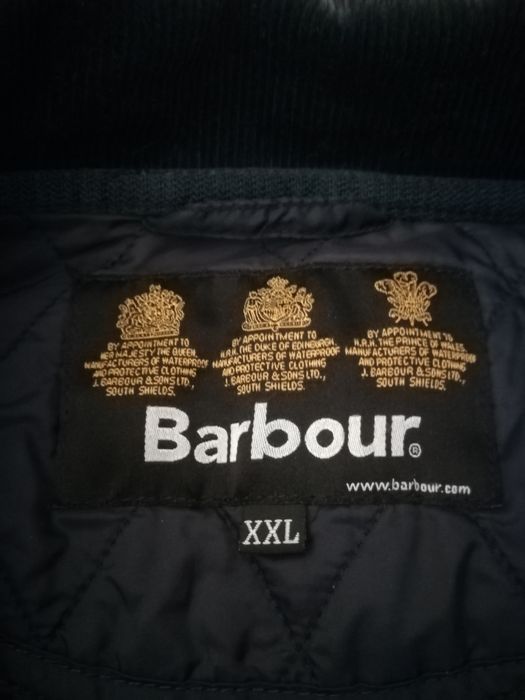 BY APPOINTMENT TO
HER MAJESTY THE QUEEN
MANUFACTURERS OF WATERPROOF
AND PROTECTIVE CLOTHING
J. BARBOUR & SONS LTD.,
SOUTH SHIELDS.
BY APPOINTMENT TO
H.R.H. THE DUKE OF EDINBURGH
MANUFACTURERS OF WATERPROOF
AND PROTECTIVE CLOTHING
J. BARBOUR & SONS LTD.,
SOUTH SHIELDS.
BY APPOINTMENT TO
H.R.H. THE PRINCE OF WALES
MANUFACTURERS OF WATERPROOF
AND PROTECTIVE CLOTHING
J. BARBOUR & SONS LTD.,
SOUTH SHIELDS.
Barbour®
www.barbour.com
XXL